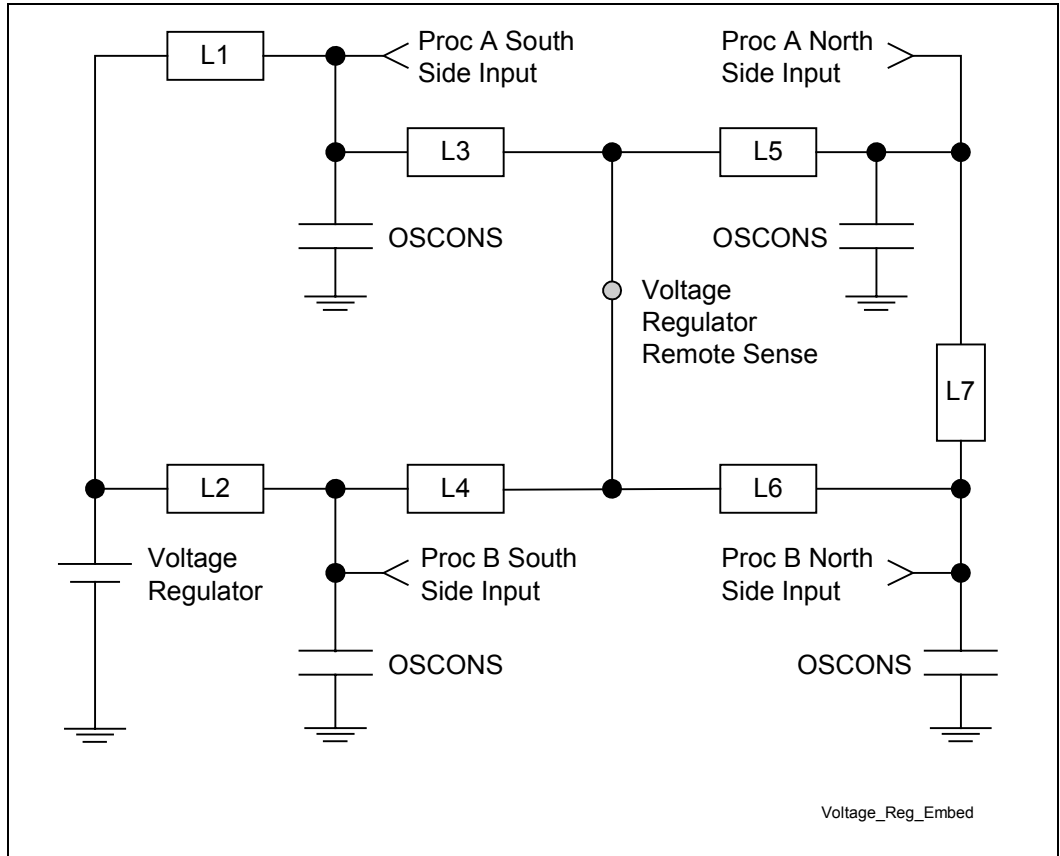 L1
Proc A South
Side Input
Proc A North
Side Input
L3
L5
OSCONS
OSCONS
Voltage
Regulator
Remote Sense
L7
L2
L4
L6
Voltage
Regulator
Proc B South
Side Input
Proc B North
Side Input
OSCONS
OSCONS
Voltage_Reg_Embed